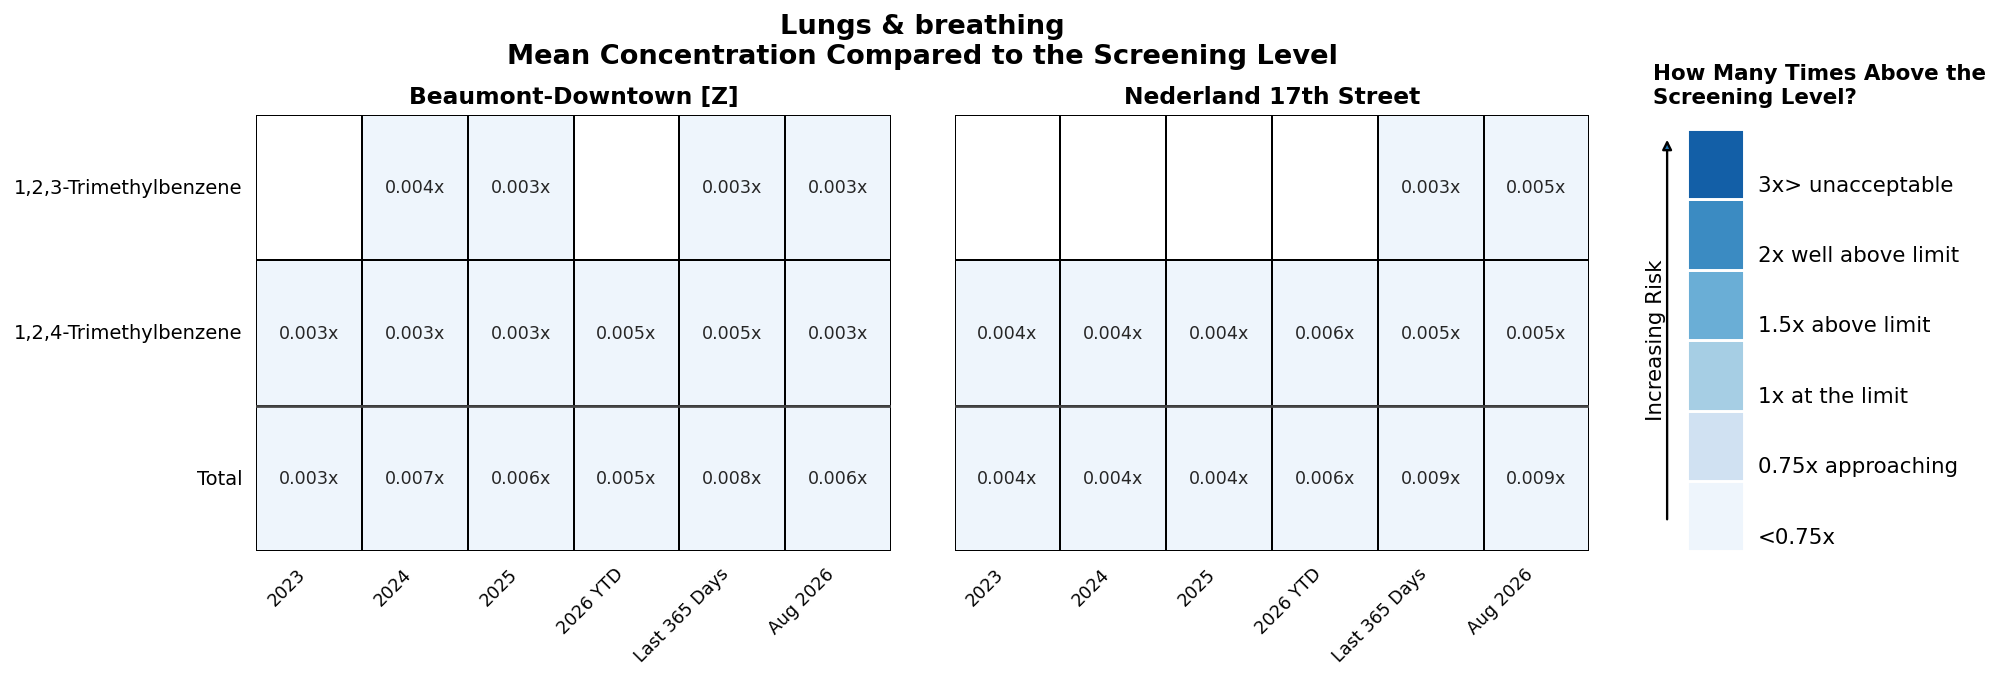 Lungs & breathing
Mean Concentration Compared to the Screening Level
Beaumont-Downtown [Z]
Nederland 17th Street
1,2,3-Trimethylbenzene 0.004x 0.003x 0.003x 0.003x 0.003x 0.005x
1,2,4-Trimethylbenzene 0.003x 0.003x 0.003x 0.005x 0.005x 0.003x 0.004x 0.004x 0.004x 0.006x 0.005x 0.005x
Total 0.003x 0.007x 0.006x 0.005x 0.008x 0.006x 0.004x 0.004x 0.004x 0.006x 0.009x 0.009x
2023 2024 2025 2026 YTD Last 365 Days Aug 2026 2023 2024 2025 2026 YTD Last 365 Days Aug 2026
How Many Times Above the
Screening Level?
Increasing Risk
3x> unacceptable
2x well above limit
1.5x above limit
1x at the limit
0.75x approaching
<0.75x